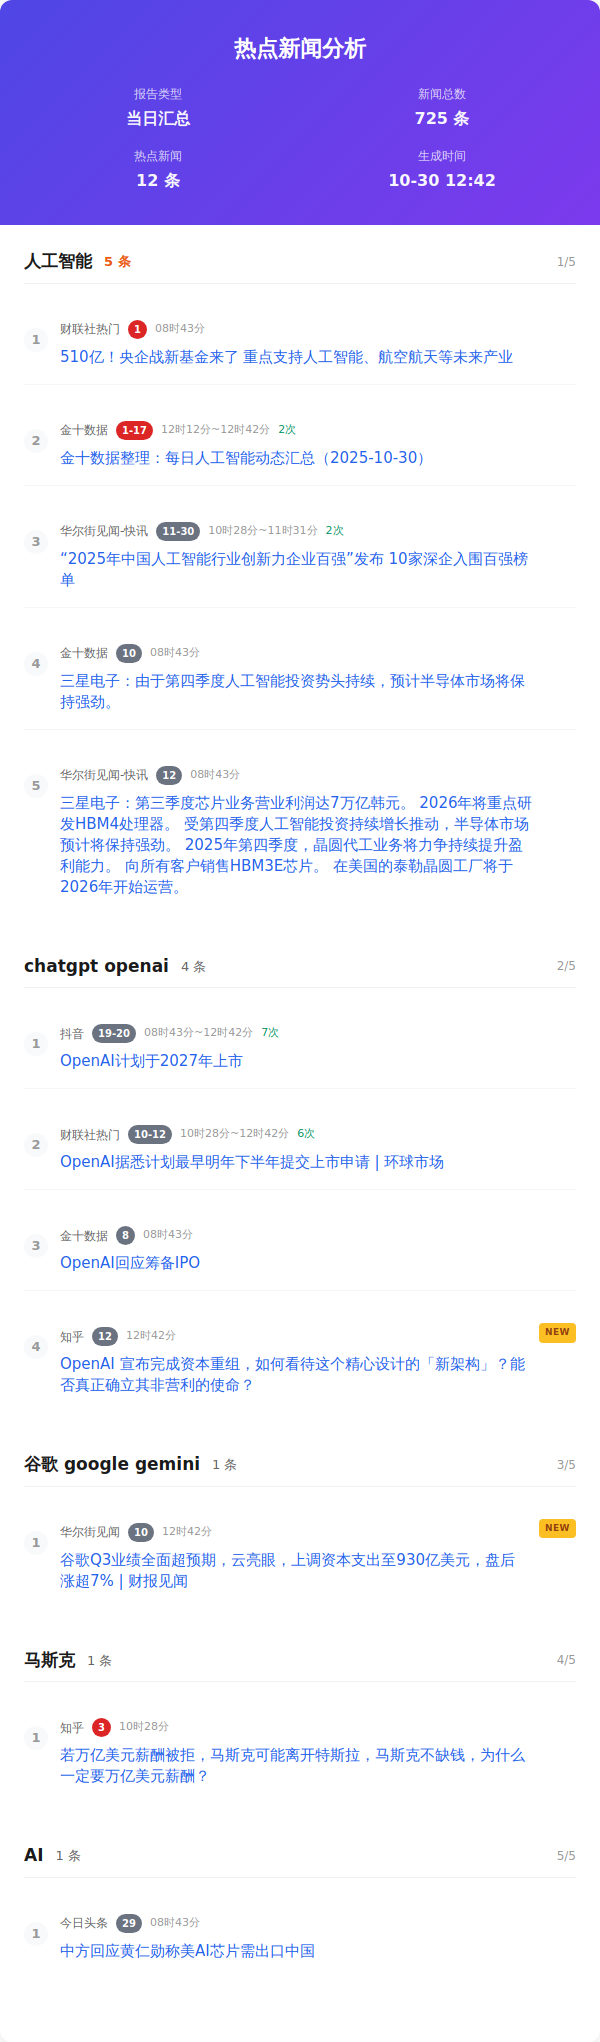 热点新闻分析
报告类型 新闻总数
当日汇总 725 条
热点新闻 生成时间
12 条 10-30 12:42
人工智能 5 条 1/5
1 财联社热门 1 08时43分
510亿！央企战新基金来了 重点支持人工智能、航空航天等未来产业
2 金十数据 1-17 12时12分~12时42分 2次
金十数据整理：每日人工智能动态汇总（2025-10-30）
3 华尔街见闻-快讯 11-30 10时28分~11时31分 2次
“2025年中国人工智能行业创新力企业百强”发布 10家深企入围百强榜
单
4 金十数据 10 08时43分
三星电子：由于第四季度人工智能投资势头持续，预计半导体市场将保
持强劲。
5 华尔街见闻-快讯 12 08时43分
三星电子：第三季度芯片业务营业利润达7万亿韩元。 2026年将重点研
发HBM4处理器。 受第四季度人工智能投资持续增长推动，半导体市场
预计将保持强劲。 2025年第四季度，晶圆代工业务将力争持续提升盈
利能力。 向所有客户销售HBM3E芯片。 在美国的泰勒晶圆工厂将于
2026年开始运营。
chatgpt openai 4 条 2/5
1 抖音 19-20 08时43分~12时42分 7次
OpenAI计划于2027年上市
2 财联社热门 10-12 10时28分~12时42分 6次
OpenAI据悉计划最早明年下半年提交上市申请 | 环球市场
3 金十数据 8 08时43分
OpenAI回应筹备IPO
4 知乎 12 12时42分 NEW
OpenAI 宣布完成资本重组，如何看待这个精心设计的「新架构」？能
否真正确立其非营利的使命？
谷歌 google gemini 1 条 3/5
1 华尔街见闻 10 12时42分 NEW
谷歌Q3业绩全面超预期，云亮眼，上调资本支出至930亿美元，盘后
涨超7% | 财报见闻
马斯克 1 条 4/5
1 知乎 3 10时28分
若万亿美元薪酬被拒，马斯克可能离开特斯拉，马斯克不缺钱，为什么
一定要万亿美元薪酬？
AI 1 条 5/5
1 今日头条 29 08时43分
中方回应黄仁勋称美AI芯片需出口中国